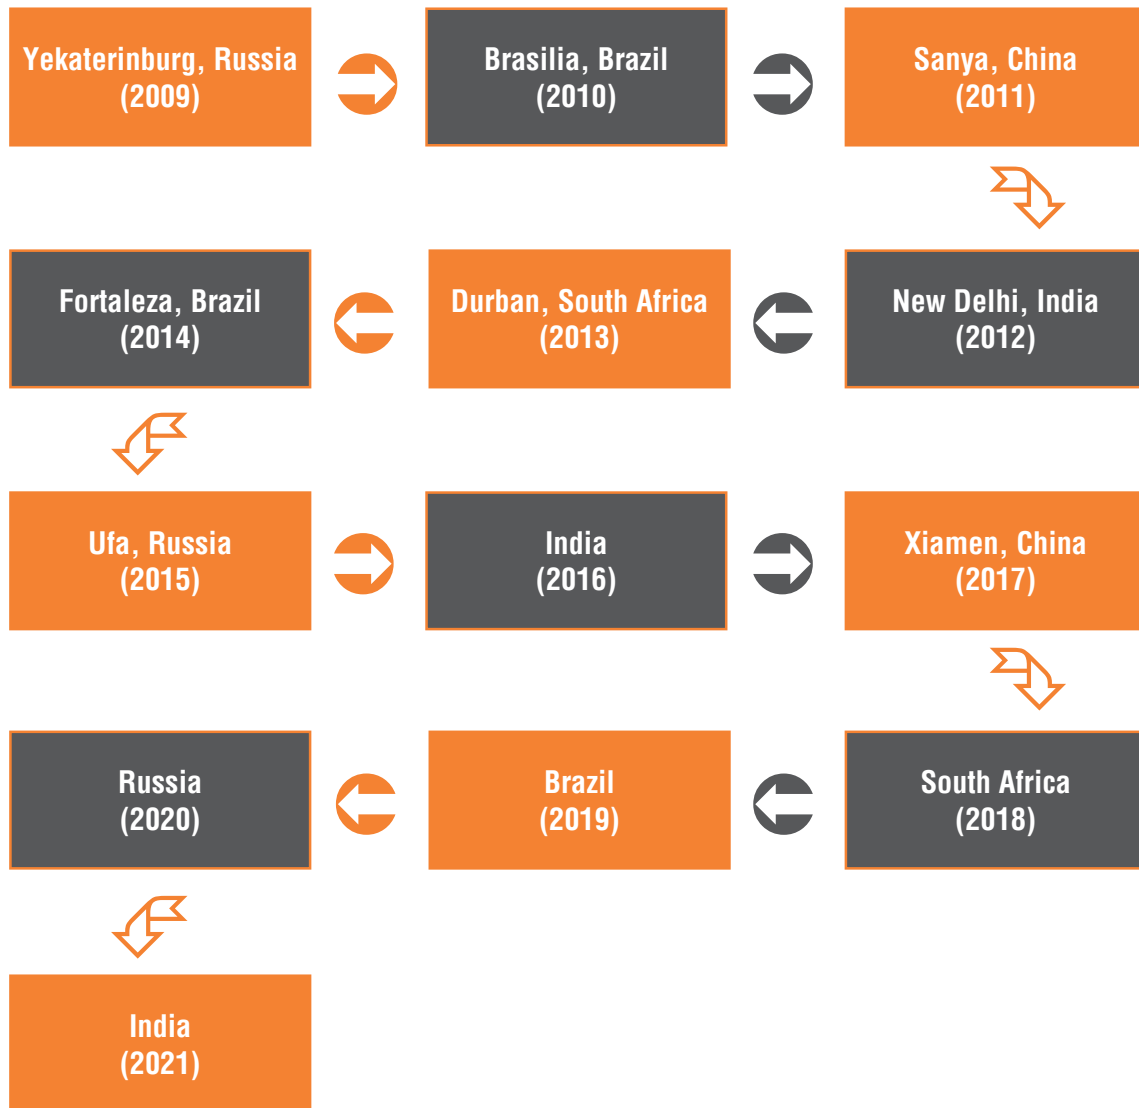 Yekaterinburg, Russia
(2009)
Brasilia, Brazil
(2010)
Sanya, China
(2011)
New Delhi, India
(2012)
Durban, South Africa
(2013)
Fortaleza, Brazil
(2014)
Ufa, Russia
(2015)
India
(2016)
Xiamen, China
(2017)
South Africa
(2018)
Brazil
(2019)
Russia
(2020)
India
(2021)